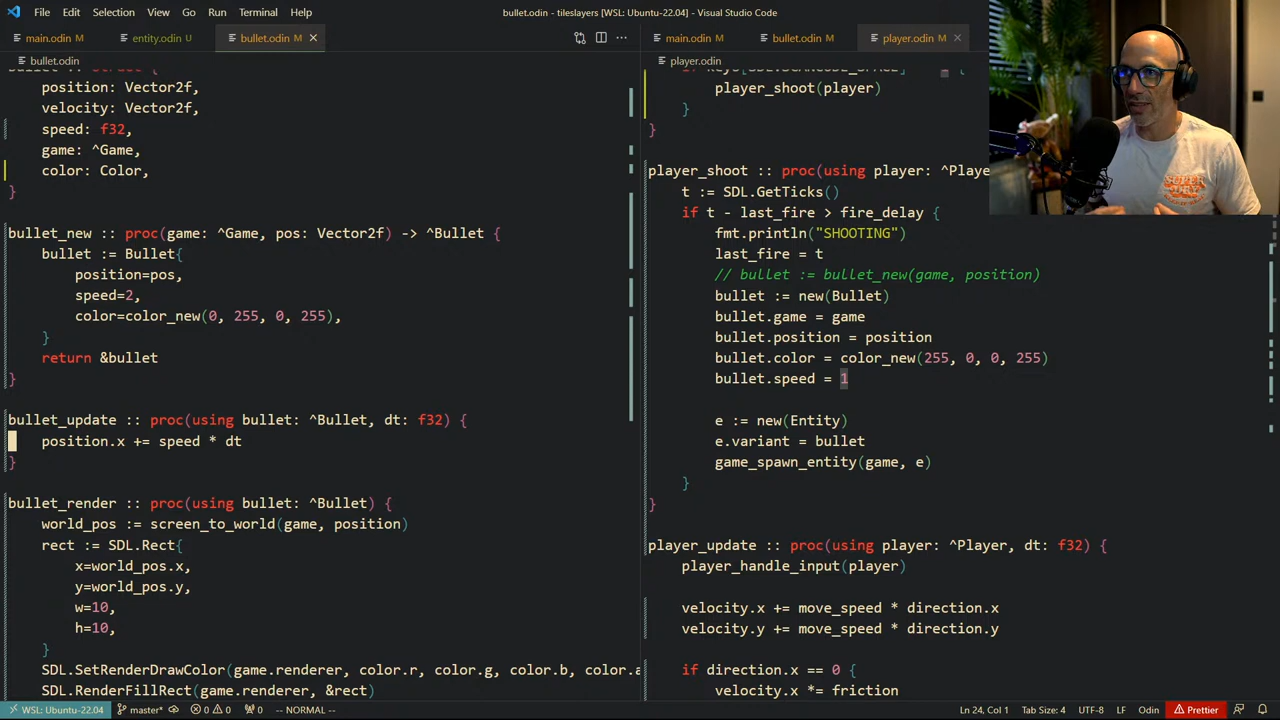 File Edit Selection View Go Run Terminal Help
bullet.odin - tileslayers [WSL: Ubuntu-22.04] - Visual Studio Code
main.odin M
entity.odin U
bullet.odin
bullet.odin
position: Vector2f,
velocity: Vector2f,
speed: f32,
game: ^Game,
color: Color,
}
bullet_new :: proc(game: ^Game, pos: Vector2f) -> ^Bullet {
bullet := Bullet{
position=pos,
speed=2,
color=color_new(0, 255, 0, 255),
}
return &bullet
}
bullet_update :: proc(using bullet: ^Bullet, dt: f32) {
position.x += speed * dt
}
bullet_render :: proc(using bullet: ^Bullet) {
world_pos := screen_to_world(game, position)
rect := SDL.Rect{
x=world_pos.x,
y=world_pos.y,
w=10,
h=10,
}
SDL.SetRenderDrawColor(game.renderer, color.r, color.g, color.b, color.a
SDL.RenderFillRect(game.renderer, &rect)
main.odin M
bullet.odin M
player.odin M
player.odin
player_shoot(player)
}
}
player_shoot :: proc(using player: ^Playe
t := SDL.GetTicks()
if t - last_fire > fire_delay {
fmt.println("SHOOTING")
last_fire = t
// bullet := bullet_new(game, position)
bullet := new(Bullet)
bullet.game = game
bullet.position = position
bullet.color = color_new(255, 0, 0, 255)
bullet.speed = 1
e := new(Entity)
e.variant = bullet
game_spawn_entity(game, e)
}
}
player_update :: proc(using player: ^Player, dt: f32) {
player_handle_input(player)
velocity.x += move_speed * direction.x
velocity.y += move_speed * direction.y
if direction.x == 0 {
velocity.x *= friction
SUPER
DRY
WSL: Ubuntu-22.04 master* 0 0 0 -- NORMAL -- Ln 24, Col 1 Tab Size: 4 UTF-8 LF Odin Prettier